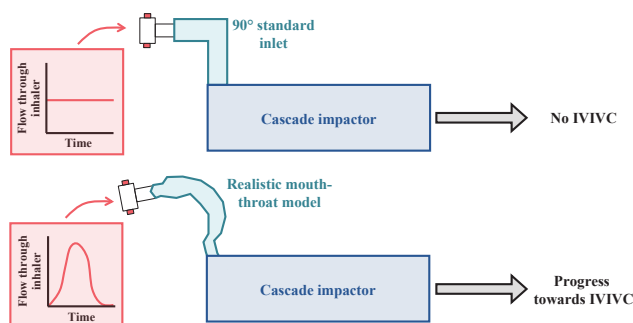 90° standard
inlet
Flow through
inhaler
Time
Cascade impactor
No IVIVC
Realistic mouth-
throat model
Flow through
inhaler
Time
Cascade impactor
Progress
towards IVIVC